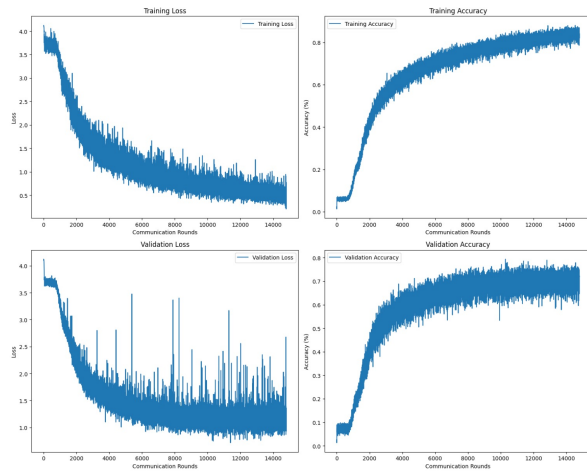 Training Loss
Training Loss
4.0
3.5
3.0
2.5
2.0
1.5
1.0
0.5
Loss
0 2000 4000 6000 8000 10000 12000 14000
Communication Rounds
Training Accuracy
Training Accuracy
0.8
0.6
0.4
0.2
0.0
Accuracy (%)
0 2000 4000 6000 8000 10000 12000 14000
Communication Rounds
Validation Loss
Validation Loss
4.0
3.5
3.0
2.5
2.0
1.5
1.0
Loss
0 2000 4000 6000 8000 10000 12000 14000
Communication Rounds
Validation Accuracy
Validation Accuracy
0.8
0.7
0.6
0.5
0.4
0.3
0.2
0.1
0.0
Accuracy (%)
0 2000 4000 6000 8000 10000 12000 14000
Communication Rounds